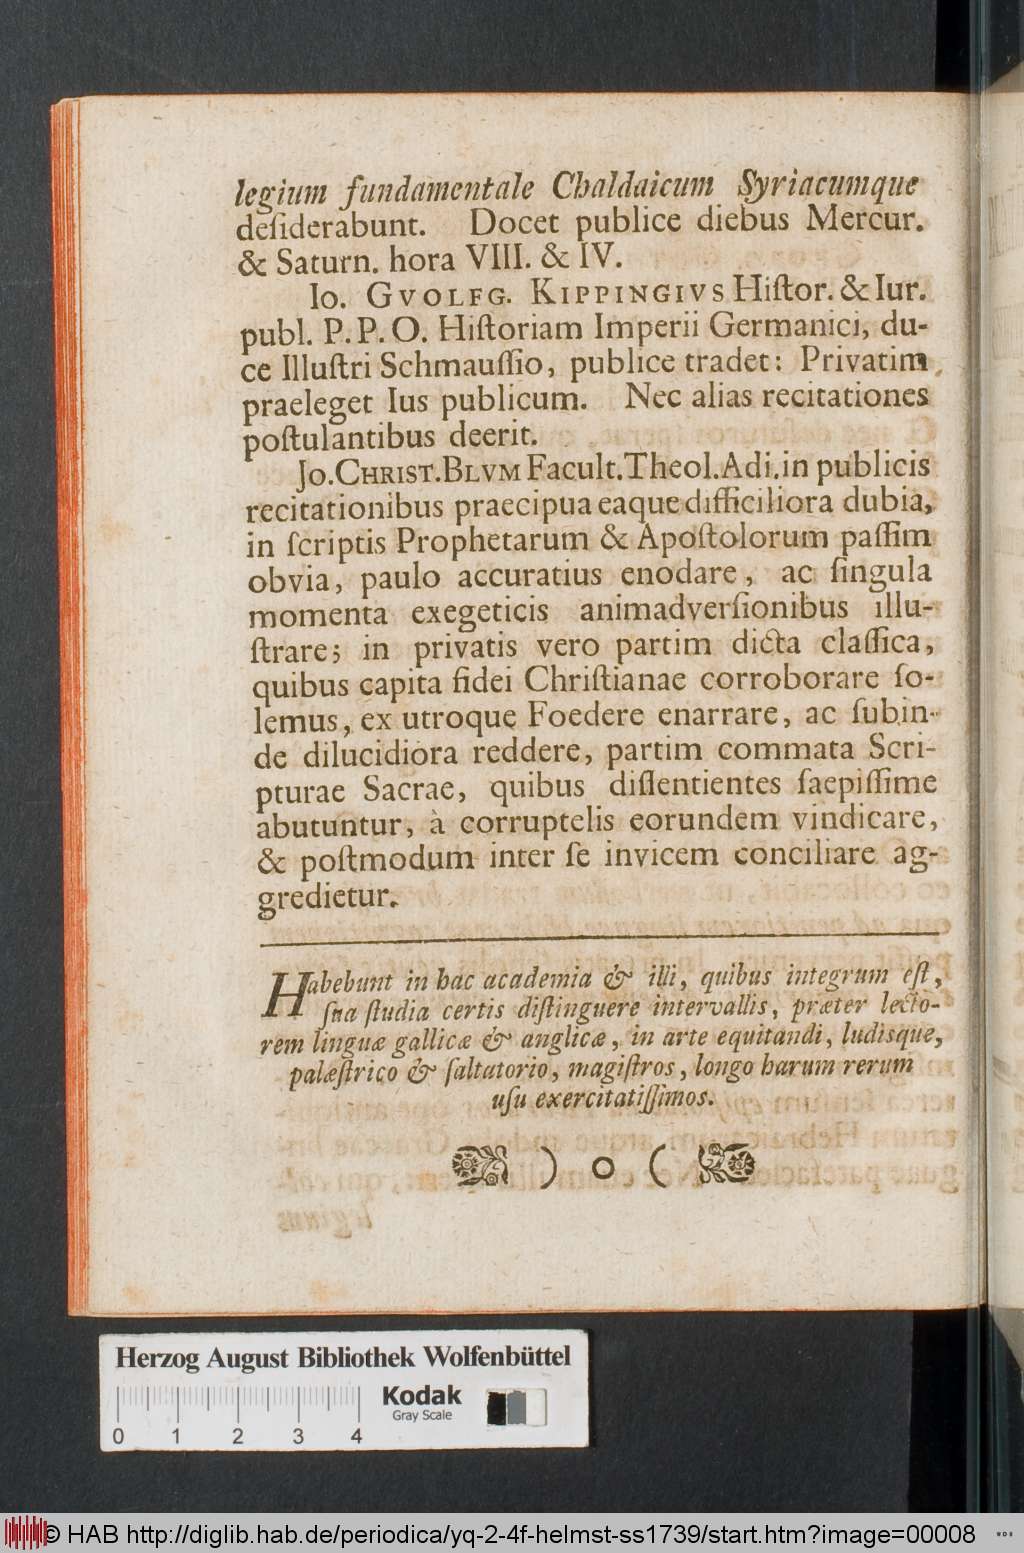 legium fundamentale Chaldaicum Syriacumque
deſiderabunt. Docet publice diebus Mercur.
& Saturn. hora VIII. & IV.
Io. GVOLFG. KIPPINGIVS Hiſtor. & Iur.
publ. P. P. O. Hiſtoriam Imperii Germanici, du-
ce Illuſtri Schmauſſio, publice tradet: Privatim
praeleget Ius publicum. Nec alias recitationes
poſtulantibus deerit.
Jo. CHRIST. BLVM Facult. Theol. Adj. in publicis
recitationibus praecipua eaque difficiliora dubia,
in ſcriptis Prophetarum & Apoſtolorum paſſim
obvia, paulo accuratius enodare, ac ſingula
momenta exegeticis animadverſionibus illu-
ſtrare; in privatis vero partim dicta claſſica,
quibus capita fidei Chriſtianae corroborare ſo-
lemus, ex utroque Foedere enarrare, ac ſubin-
de dilucidiora reddere, partim commata Scri-
pturae Sacrae, quibus diſſentientes ſaepiſſime
abutuntur, à corruptelis eorundem vindicare,
& poſtmodum inter ſe invicem conciliare ag-
gredietur.
Habebunt in hac academia & illi, quibus integrum eſt,
ſua ſtudia certis diſtinguere intervallis, præter lecto-
rem linguæ gallicæ & anglicæ, in arte equitandi, ludisque,
palæſtrico & ſaltatorio, magiſtros, longo harum rerum
uſu exercitatiſſimos.
) o (
Herzog August Bibliothek Wolfenbüttel
Kodak
Gray Scale
0 1 2 3 4
© HAB http://diglib.hab.de/periodica/yq-2-4f-helmst-ss1739/start.htm?image=00008